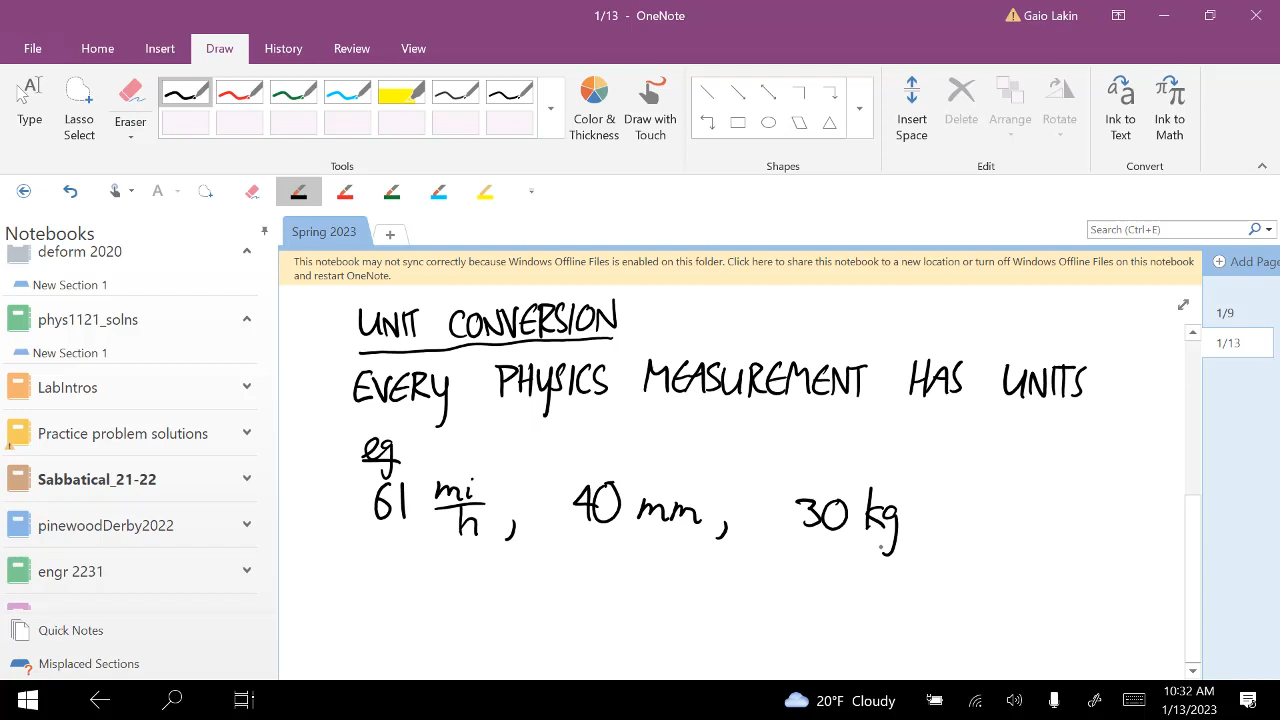 1/13 - OneNote
Gaio Lakin
File Home Insert Draw History Review View
Type
Lasso
Select
Eraser
Color &
Thickness
Draw with
Touch
Insert
Space
Delete
Arrange
Rotate
Ink to
Text
Ink to
Math
Tools
Shapes
Edit
Convert
Notebooks
deform 2020
New Section 1
phys1121_solns
New Section 1
LabIntros
Practice problem solutions
Sabbatical_21-22
pinewoodDerby2022
engr 2231
Quick Notes
Misplaced Sections
Spring 2023
Search (Ctrl+E)
This notebook may not sync correctly because Windows Offline Files is enabled on this folder. Click here to share this notebook to a new location or turn off Windows Offline Files on this notebook
and restart OneNote.
Add Page
1/9
1/13
UNIT CONVERSION
EVERY PHYSICS MEASUREMENT HAS UNITS
eg
61 mi/h, 40 mm, 30 kg
20°F Cloudy
10:32 AM
1/13/2023